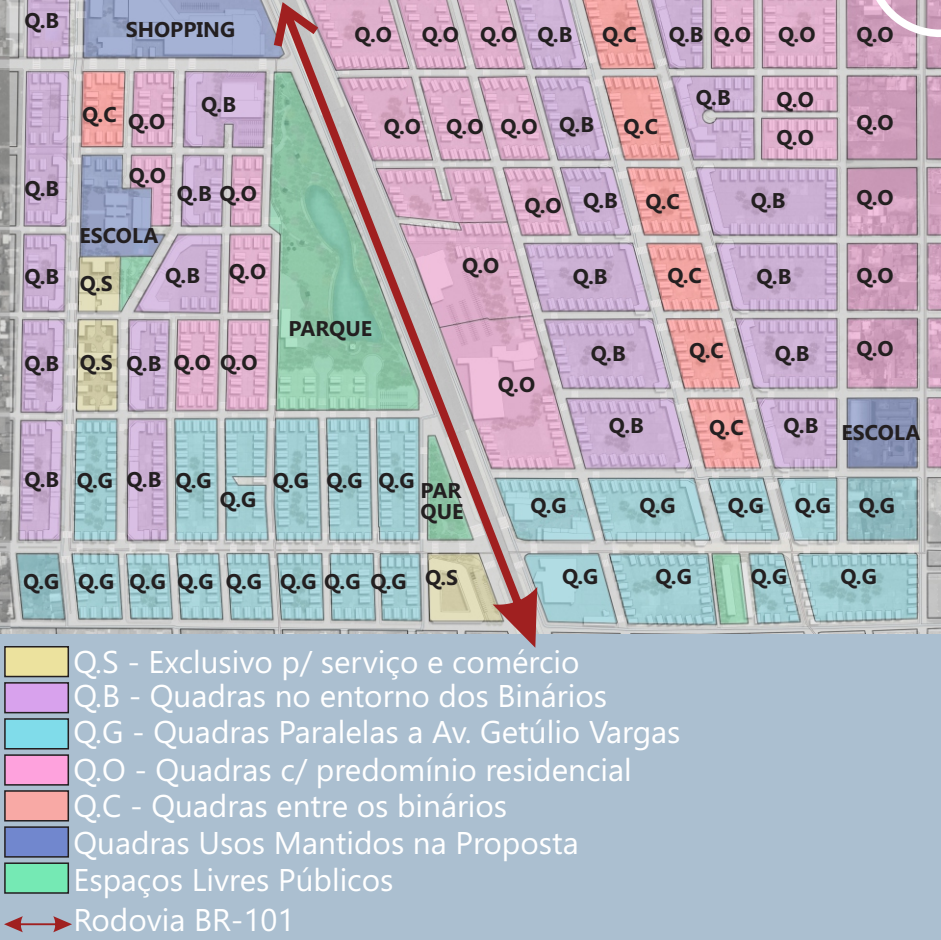 Q.B SHOPPING Q.O Q.O Q.O Q.B Q.C Q.B Q.O Q.O Q.O
Q.C Q.O Q.B Q.O Q.O Q.O Q.B Q.C Q.B Q.O Q.O Q.O
Q.B Q.O Q.B Q.O Q.O Q.B Q.C Q.B Q.O
ESCOLA
Q.B Q.S Q.B Q.O Q.O Q.B Q.C Q.B Q.O
PARQUE
Q.B Q.S Q.B Q.O Q.O Q.O Q.B Q.C Q.B Q.O
Q.B Q.C Q.B ESCOLA
Q.B Q.G Q.B Q.G Q.G Q.G Q.G Q.G PAR
QUE
Q.G Q.G Q.G Q.G Q.G
Q.G Q.G Q.G Q.G Q.G Q.G Q.G Q.G Q.S Q.G Q.G Q.G Q.G
Q.S - Exclusivo p/ serviço e comércio
Q.B - Quadras no entorno dos Binários
Q.G - Quadras Paralelas a Av. Getúlio Vargas
Q.O - Quadras c/ predomínio residencial
Q.C - Quadras entre os binários
Quadras Usos Mantidos na Proposta
Espaços Livres Públicos
Rodovia BR-101